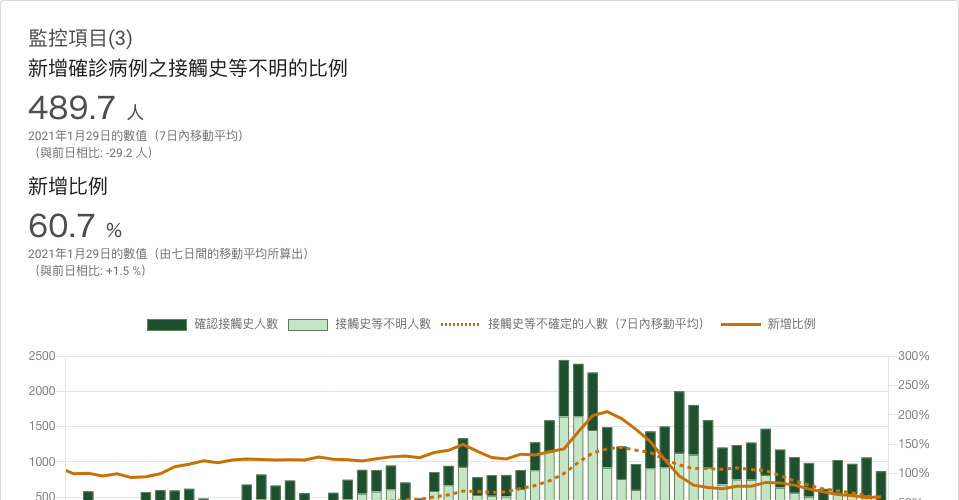 監控項目(3)
新增確診病例之接觸史等不明的比例
489.7 人
2021年1月29日的數值（7日內移動平均）
（與前日相比: -29.2 人）
新增比例
60.7 %
2021年1月29日的數值（由七日間的移動平均所算出）
（與前日相比: +1.5 %）
確認接觸史人數 接觸史等不明人數 接觸史等不確定的人數（7日內移動平均） 新增比例
2500 300%
250%
2000
200%
1500
150%
1000
100%
500